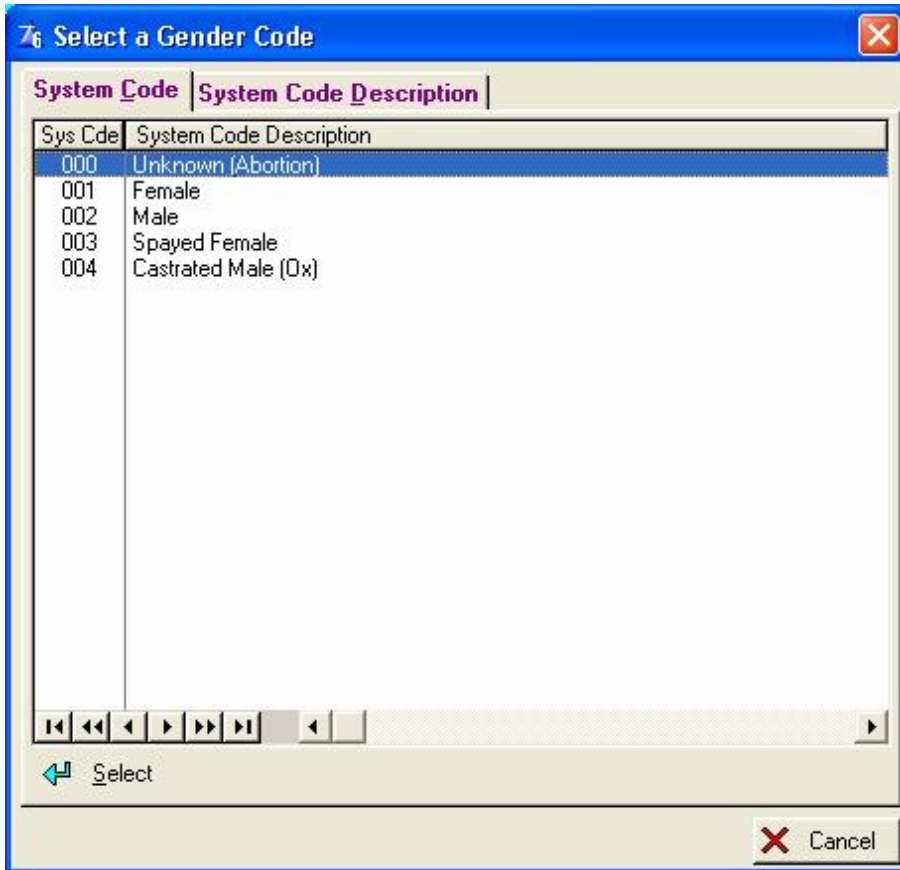 Select a Gender Code
System Code System Code Description
Sys Cde System Code Description
000 Unknown (Abortion)
001 Female
002 Male
003 Spayed Female
004 Castrated Male (Ox)
Select
Cancel